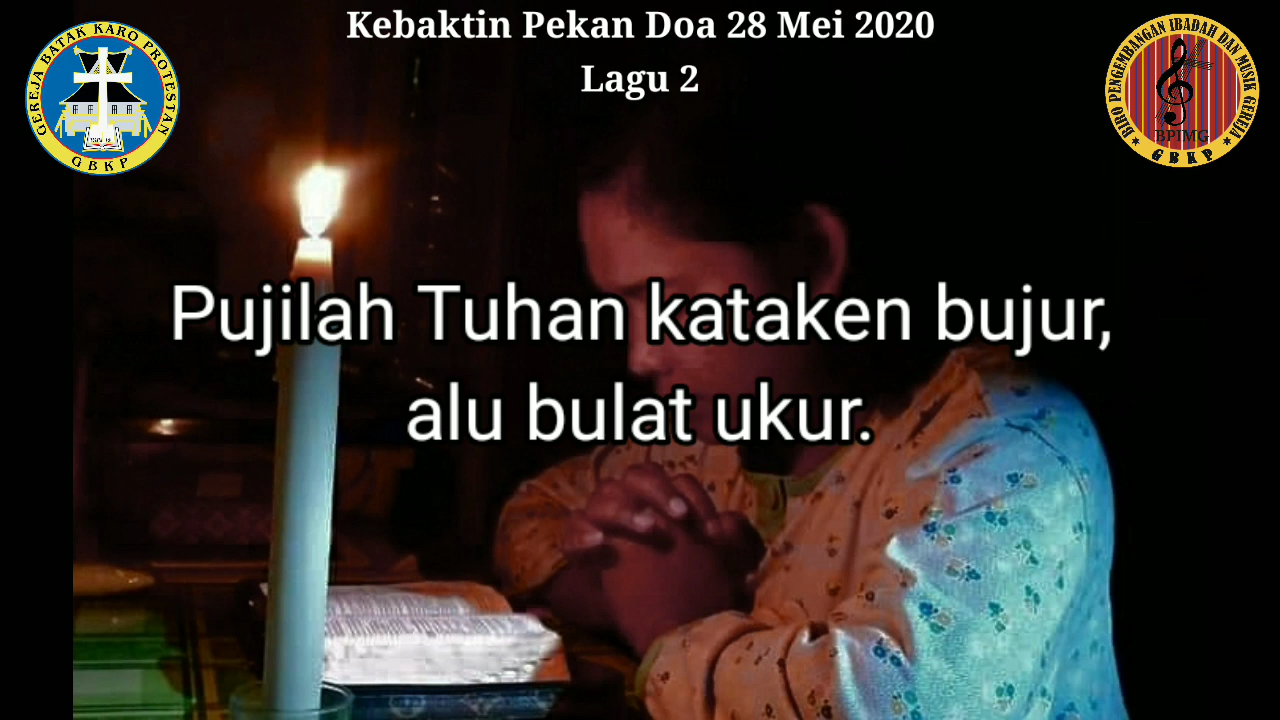 Kebaktin Pekan Doa 28 Mei 2020
Lagu 2
GEREJA BATAK KARO PROTESTAN
GBKP
BIRO PENGEMBANGAN IBADAH DAN MUSIK GEREJA
BPIMG
GBKP
Pujilah Tuhan kataken bujur,
alu bulat ukur.